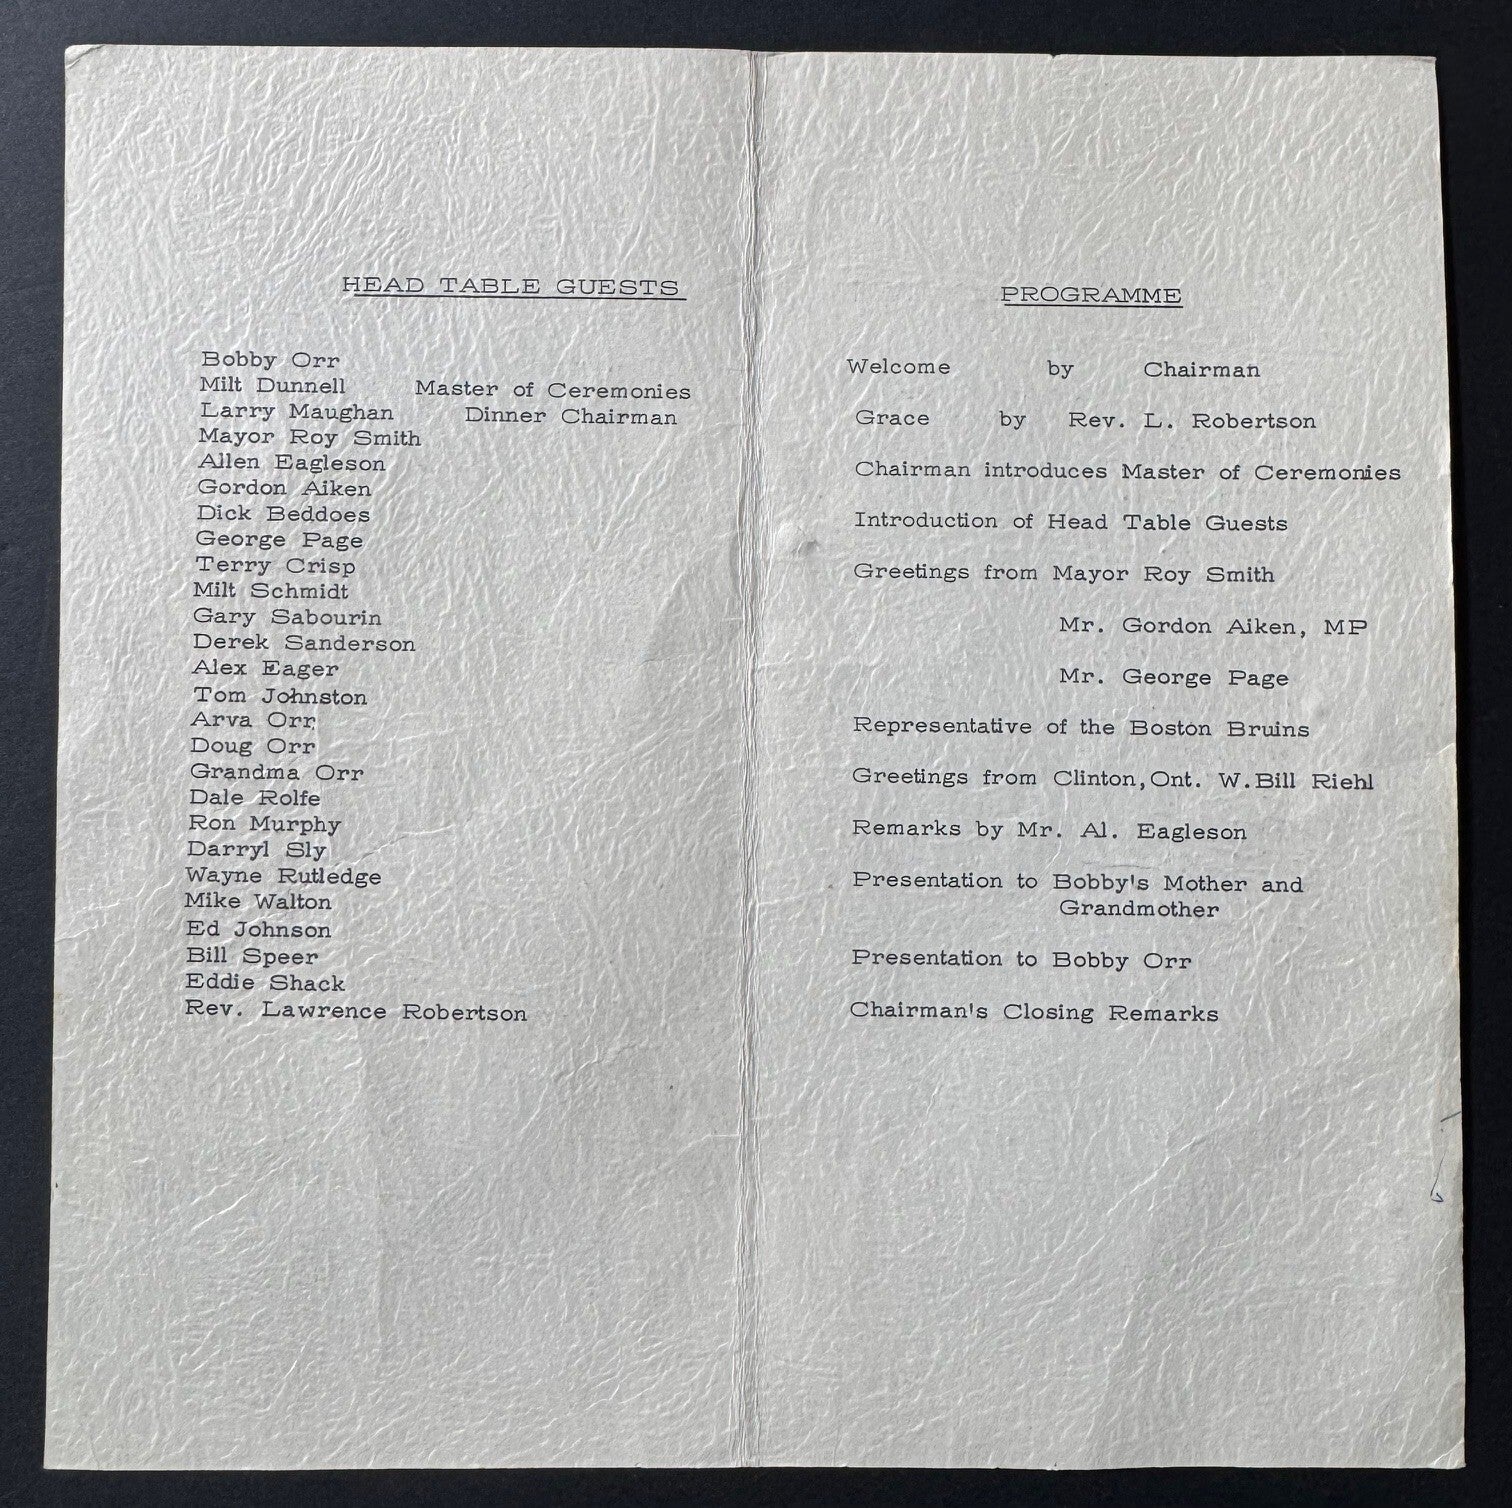 HEAD TABLE GUESTS
Bobby Orr
Milt Dunnell Master of Ceremonies
Larry Maughan Dinner Chairman
Mayor Roy Smith
Allen Eagleson
Gordon Aiken
Dick Beddoes
George Page
Terry Crisp
Milt Schmidt
Gary Sabourin
Derek Sanderson
Alex Eager
Tom Johnston
Arva Orr
Doug Orr
Grandma Orr
Dale Rolfe
Ron Murphy
Darryl Sly
Wayne Rutledge
Mike Walton
Ed Johnson
Bill Speer
Eddie Shack
Rev. Lawrence Robertson
PROGRAMME
Welcome by Chairman
Grace by Rev. L. Robertson
Chairman introduces Master of Ceremonies
Introduction of Head Table Guests
Greetings from Mayor Roy Smith
Mr. Gordon Aiken, MP
Mr. George Page
Representative of the Boston Bruins
Greetings from Clinton, Ont. W. Bill Riehl
Remarks by Mr. Al. Eagleson
Presentation to Bobby's Mother and
Grandmother
Presentation to Bobby Orr
Chairman's Closing Remarks